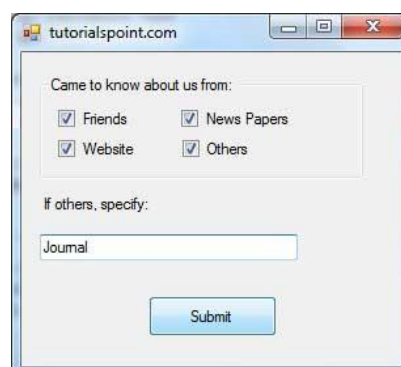 tutorialspoint.com
Came to know about us from:
Friends News Papers
Website Others
If others, specify:
Journal
Submit